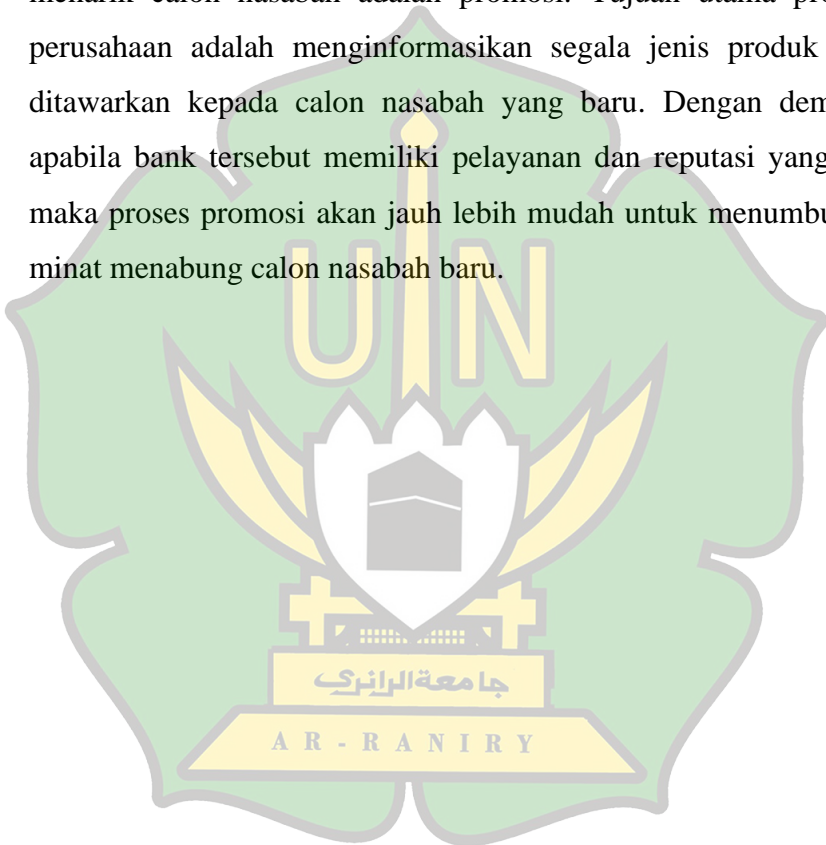 menarik calon nasabah adalah promosi. Tujuan utama pro
perusahaan adalah menginformasikan segala jenis produk
ditawarkan kepada calon nasabah yang baru. Dengan dem
apabila bank tersebut memiliki pelayanan dan reputasi yang
maka proses promosi akan jauh lebih mudah untuk menumbu
minat menabung calon nasabah baru.
UIN
جامعة الرانري
AR-RANIRY